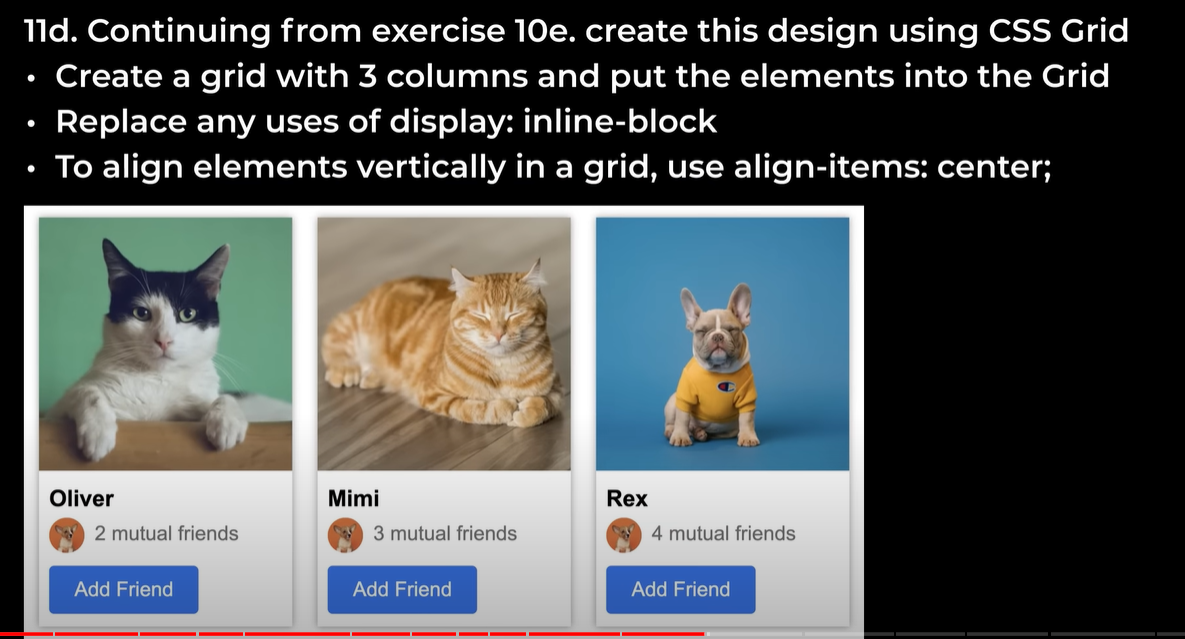 11d. Continuing from exercise 10e. create this design using CSS Grid
• Create a grid with 3 columns and put the elements into the Grid
• Replace any uses of display: inline-block
• To align elements vertically in a grid, use align-items: center;
Oliver
2 mutual friends
Add Friend
Mimi
3 mutual friends
Add Friend
Rex
4 mutual friends
Add Friend